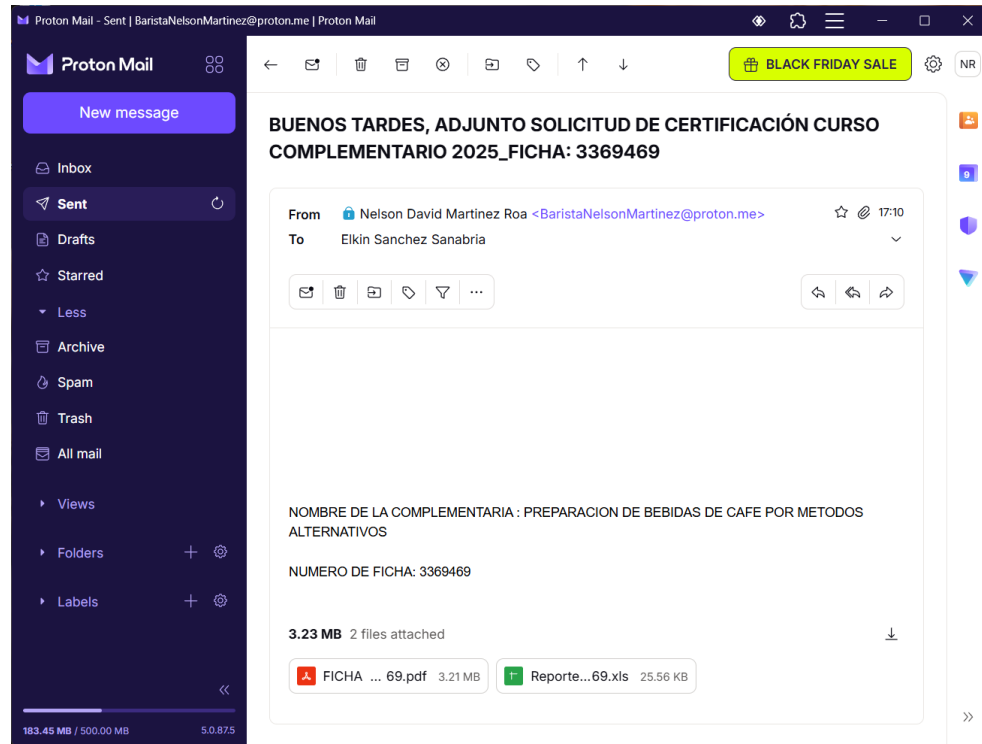 Proton Mail - Sent | BaristaNelsonMartinez@proton.me | Proton Mail
Proton Mail
New message
Inbox
Sent
Drafts
Starred
Less
Archive
Spam
Trash
All mail
Views
Folders
Labels
183.45 MB / 500.00 MB
5.0.87.5
BLACK FRIDAY SALE
NR
9
BUENOS TARDES, ADJUNTO SOLICITUD DE CERTIFICACIÓN CURSO
COMPLEMENTARIO 2025_FICHA: 3369469
From Nelson David Martinez Roa <BaristaNelsonMartinez@proton.me> 17:10
To Elkin Sanchez Sanabria
NOMBRE DE LA COMPLEMENTARIA : PREPARACION DE BEBIDAS DE CAFE POR METODOS
ALTERNATIVOS
NUMERO DE FICHA: 3369469
3.23 MB 2 files attached
FICHA ... 69.pdf 3.21 MB
Reporte...69.xls 25.56 KB